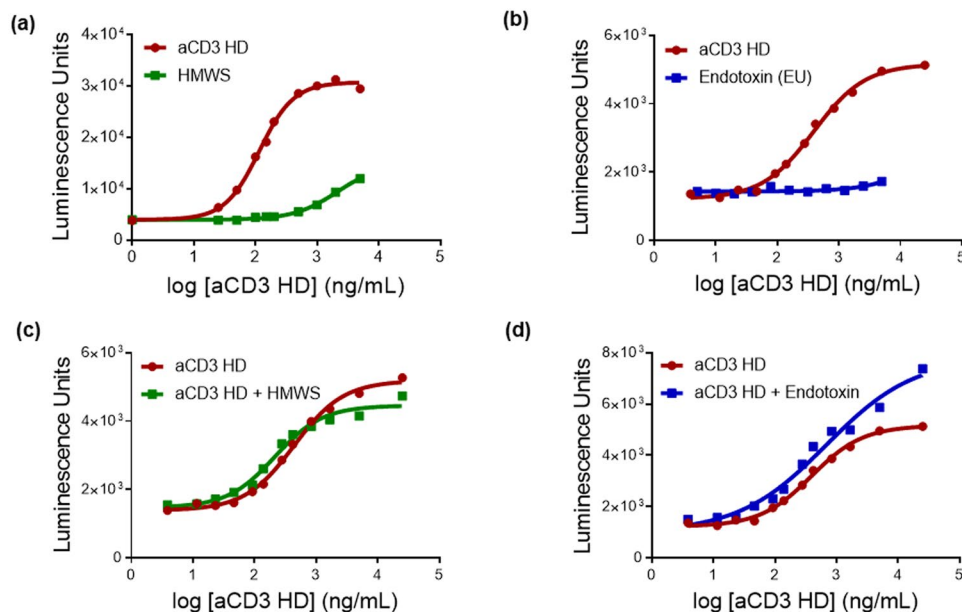 (a)
Luminescence Units
4×10⁴
3×10⁴
2×10⁴
1×10⁴
0
aCD3 HD
HMWS
0 1 2 3 4 5
log [aCD3 HD] (ng/mL)
(b)
Luminescence Units
6×10³
4×10³
2×10³
0
aCD3 HD
Endotoxin (EU)
0 1 2 3 4 5
log [aCD3 HD] (ng/mL)
(c)
Luminescence Units
6×10³
4×10³
2×10³
0
aCD3 HD
aCD3 HD + HMWS
0 1 2 3 4 5
log [aCD3 HD] (ng/mL)
(d)
Luminescence Units
8×10³
6×10³
4×10³
2×10³
0
aCD3 HD
aCD3 HD + Endotoxin
0 1 2 3 4 5
log [aCD3 HD] (ng/mL)